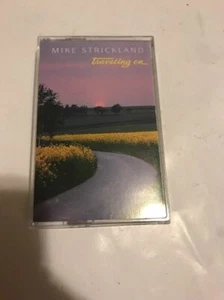 MIKE STRICKLAND
Traveling on...